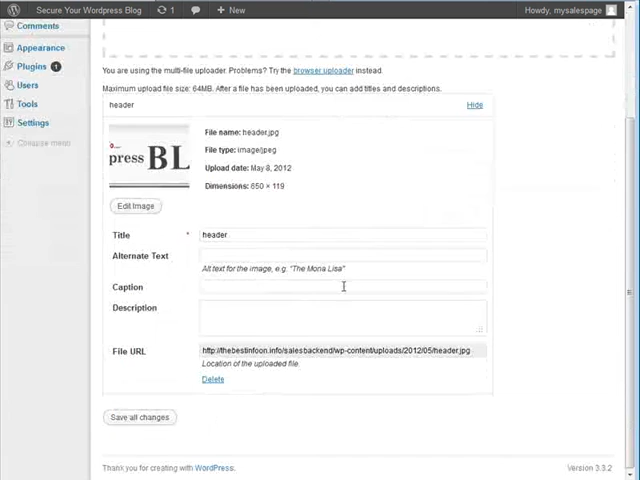 Secure Your Wordpress Blog 1 + New Howdy, mysalespage
Comments
Appearance
Plugins 1
Users
Tools
Settings
Collapse menu
You are using the multi-file uploader. Problems? Try the browser uploader instead.
Maximum upload file size: 64MB. After a file has been uploaded, you can add titles and descriptions.
header Hide
press BL
File name: header.jpg
File type: image/jpeg
Upload date: May 8, 2012
Dimensions: 650 × 119
Edit Image
Title * header
Alternate Text
Alt text for the image, e.g. "The Mona Lisa"
Caption
Description
File URL http://thebestinfoon.info/salesbackend/wp-content/uploads/2012/05/header.jpg
Location of the uploaded file.
Delete
Save all changes
Thank you for creating with WordPress. Version 3.3.2